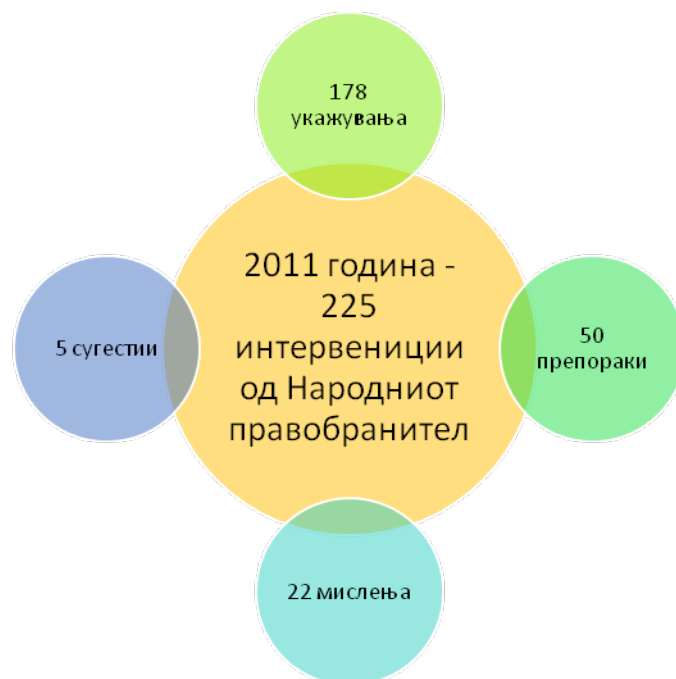 178
укажувања
2011 година -
225
интервениции
од Народниот
правобранител
5 сугестии
50
препораки
22 мислења